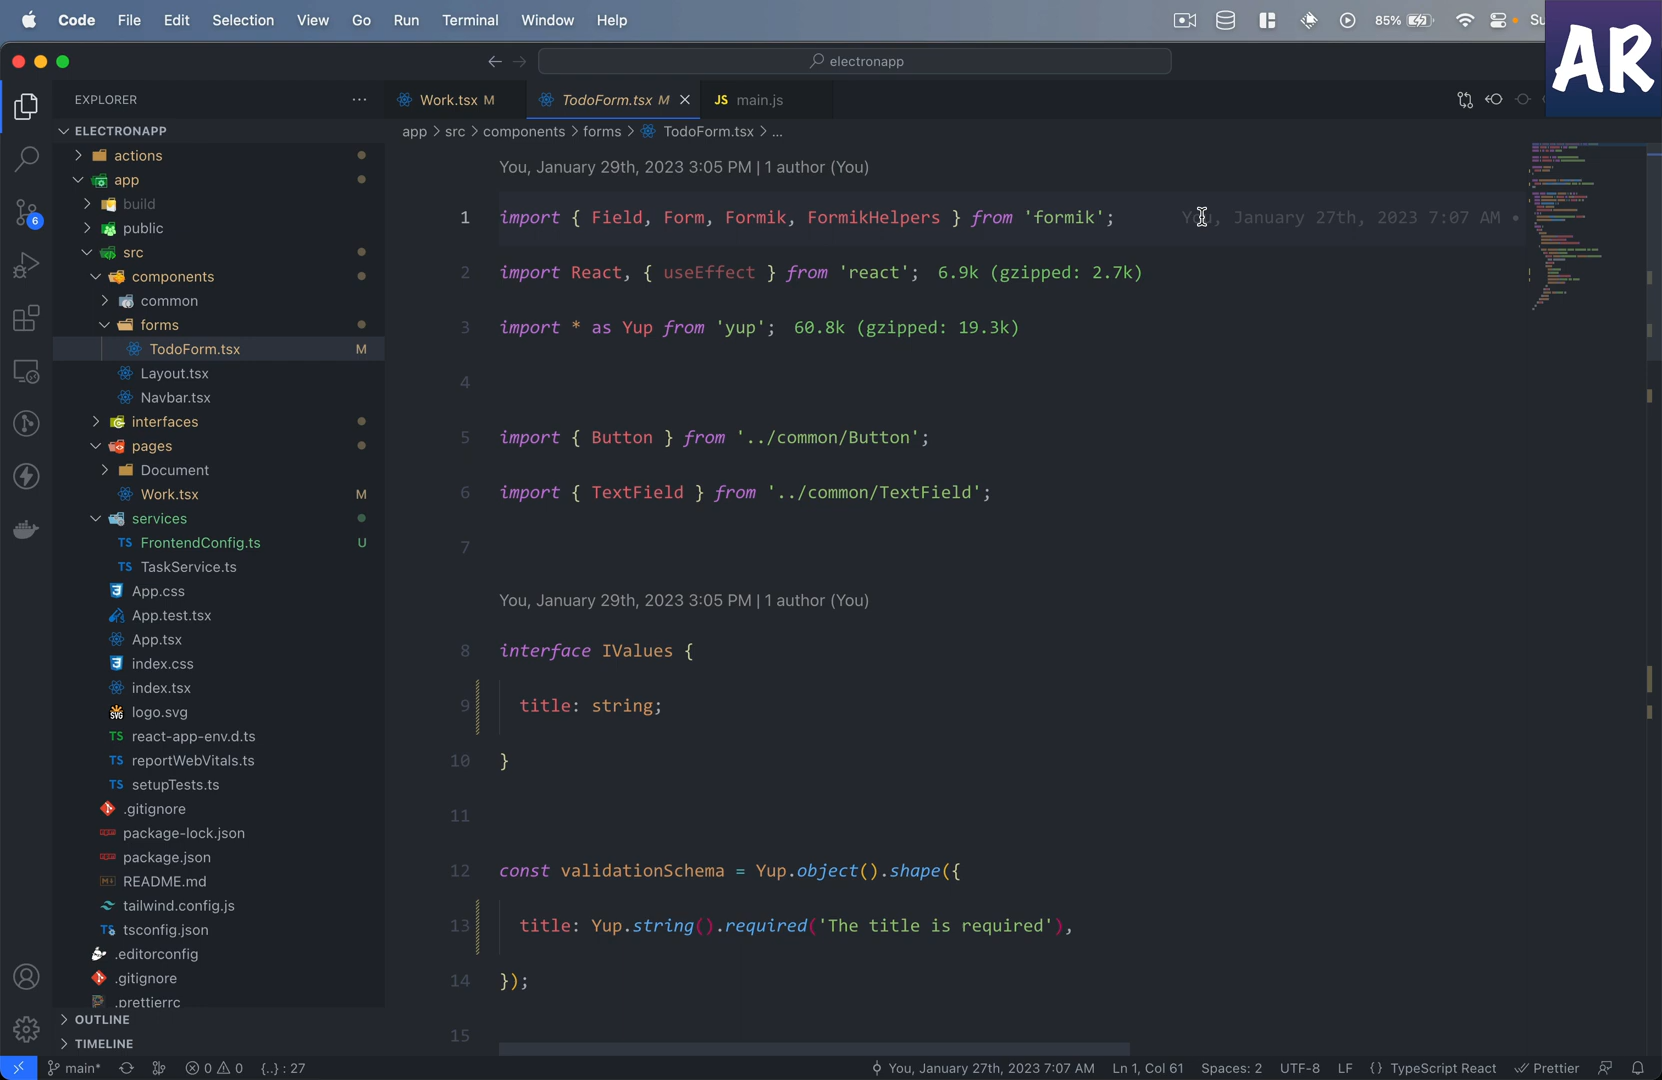 Code File Edit Selection View Go Run Terminal Window Help 85%
AR
electronapp
EXPLORER
Work.tsx M
TodoForm.tsx M
JS main.js
ELECTRONAPP
app > src > components > forms > TodoForm.tsx > ...
actions
app
build
public
src
components
common
forms
TodoForm.tsx M
Layout.tsx
Navbar.tsx
interfaces
pages
Document
Work.tsx M
services
TS FrontendConfig.ts U
TS TaskService.ts
App.css
App.test.tsx
App.tsx
index.css
index.tsx
logo.svg
TS react-app-env.d.ts
TS reportWebVitals.ts
TS setupTests.ts
.gitignore
package-lock.json
package.json
README.md
tailwind.config.js
tsconfig.json
.editorconfig
.gitignore
.prettierrc
OUTLINE
TIMELINE
6
You, January 29th, 2023 3:05 PM | 1 author (You)
1 import { Field, Form, Formik, FormikHelpers } from 'formik'; You, January 27th, 2023 7:07 AM •
2 import React, { useEffect } from 'react'; 6.9k (gzipped: 2.7k)
3 import * as Yup from 'yup'; 60.8k (gzipped: 19.3k)
4
5 import { Button } from '../common/Button';
6 import { TextField } from '../common/TextField';
7
You, January 29th, 2023 3:05 PM | 1 author (You)
8 interface IValues {
9 title: string;
10 }
11
12 const validationSchema = Yup.object().shape({
13 title: Yup.string().required('The title is required'),
14 });
15
main* 0 0 {..} : 27 You, January 27th, 2023 7:07 AM Ln 1, Col 61 Spaces: 2 UTF-8 LF {} TypeScript React Prettier